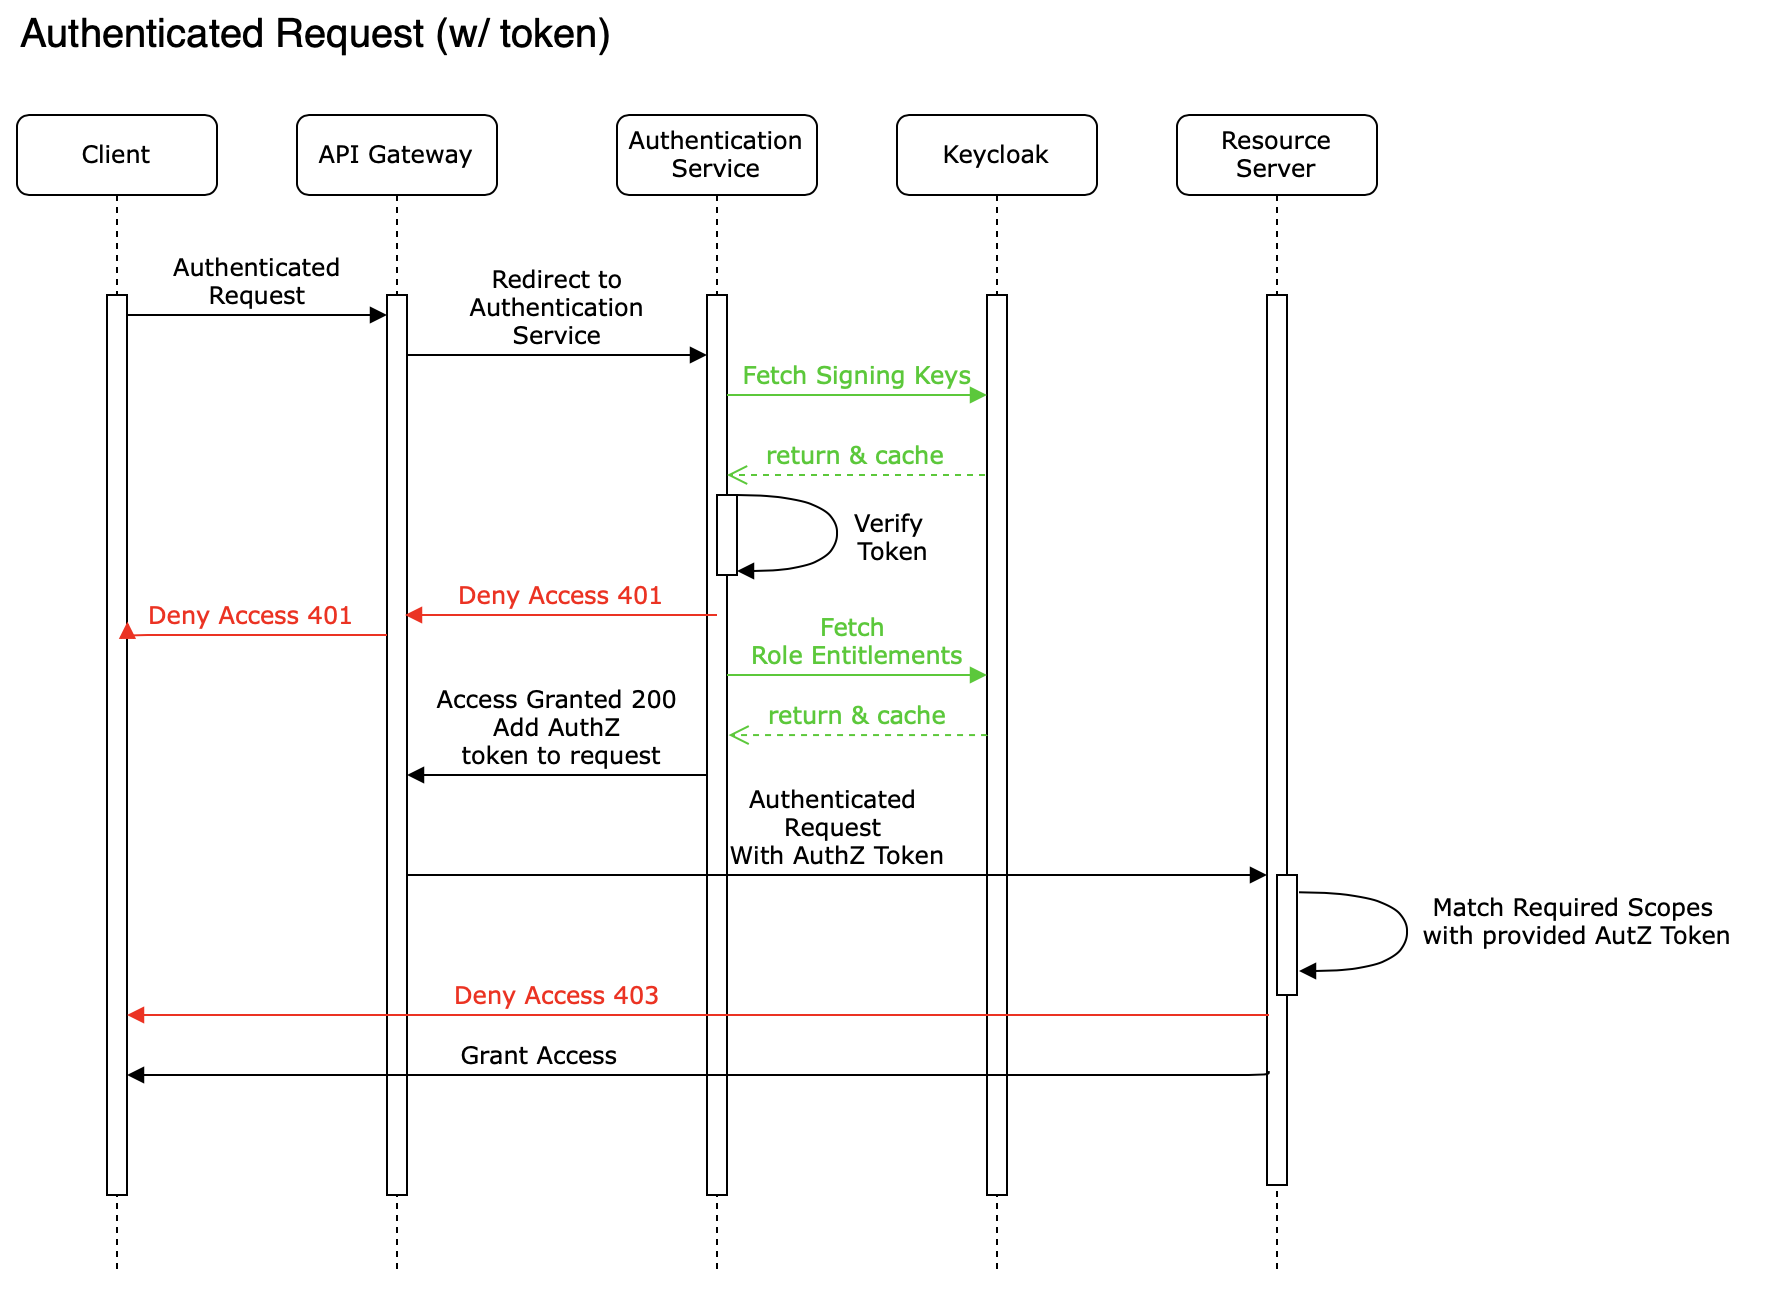 Authenticated Request (w/ token)
Client
API Gateway
Authentication
Service
Keycloak
Resource
Server
Authenticated
Request
Redirect to
Authentication
Service
Fetch Signing Keys
return & cache
Verify
Token
Deny Access 401
Deny Access 401
Fetch
Role Entitlements
return & cache
Access Granted 200
Add AuthZ
token to request
Authenticated
Request
With AuthZ Token
Match Required Scopes
with provided AutZ Token
Deny Access 403
Grant Access